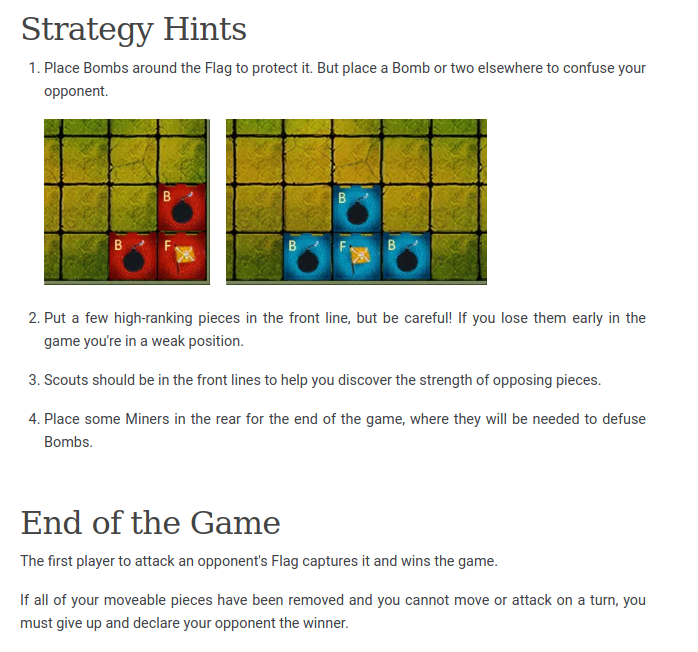 Strategy Hints
1. Place Bombs around the Flag to protect it. But place a Bomb or two elsewhere to confuse your
opponent.
B B
B F B F B
2. Put a few high-ranking pieces in the front line, but be careful! If you lose them early in the
game you're in a weak position.
3. Scouts should be in the front lines to help you discover the strength of opposing pieces.
4. Place some Miners in the rear for the end of the game, where they will be needed to defuse
Bombs.
End of the Game
The first player to attack an opponent's Flag captures it and wins the game.
If all of your moveable pieces have been removed and you cannot move or attack on a turn, you
must give up and declare your opponent the winner.